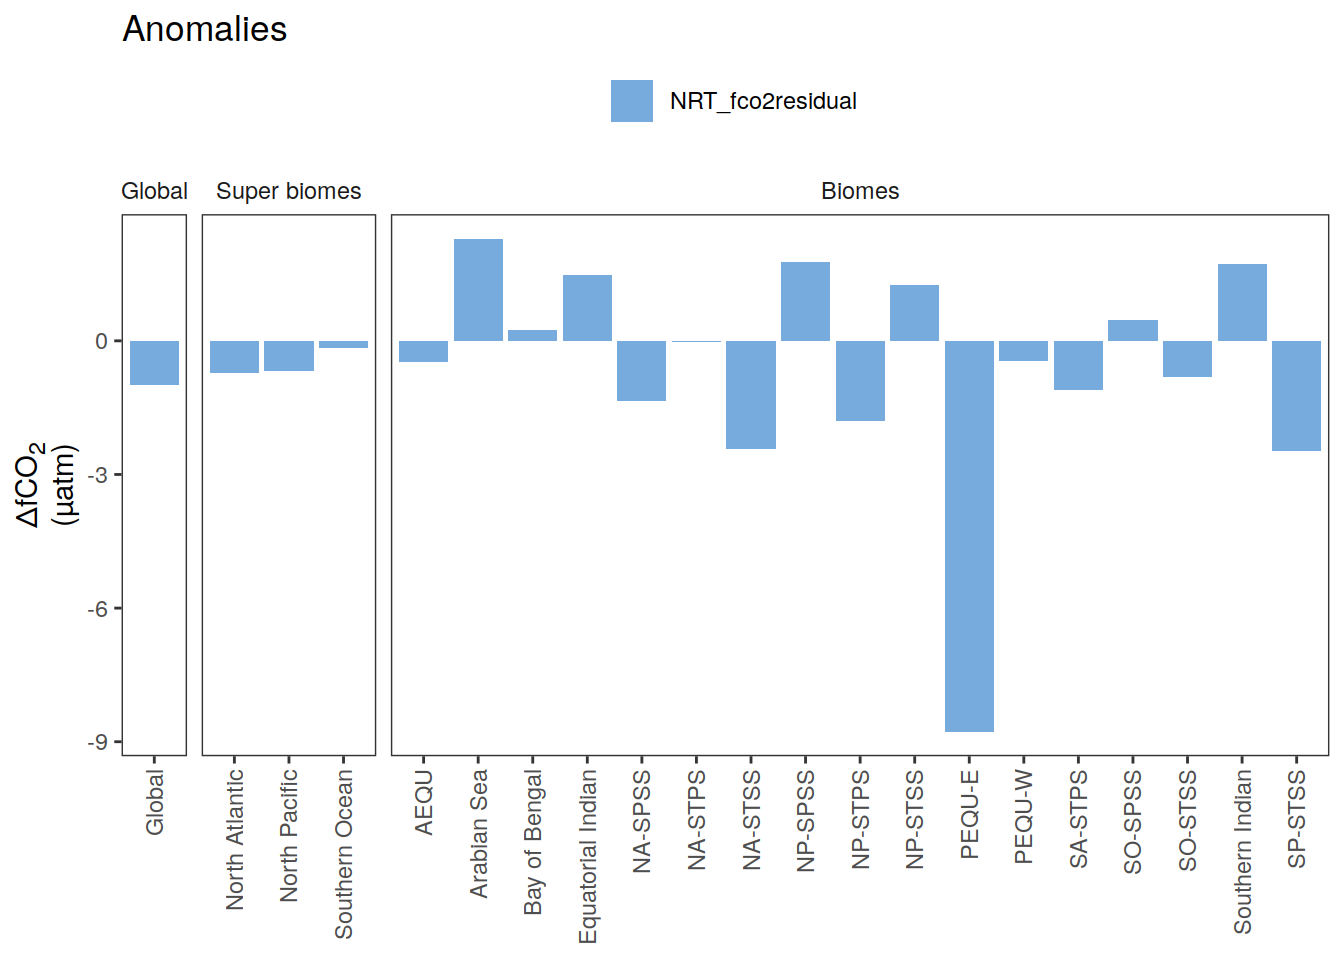 Anomalies
NRT_fco2residual
Global
Super biomes
Biomes
ΔfCO₂
(µatm)
0
-3
-6
-9
Global
North Atlantic
North Pacific
Southern Ocean
AEQU
Arabian Sea
Bay of Bengal
Equatorial Indian
NA-SPSS
NA-STPS
NA-STSS
NP-SPSS
NP-STPS
NP-STSS
PEQU-E
PEQU-W
SA-STPS
SO-SPSS
SO-STSS
Southern Indian
SP-STSS